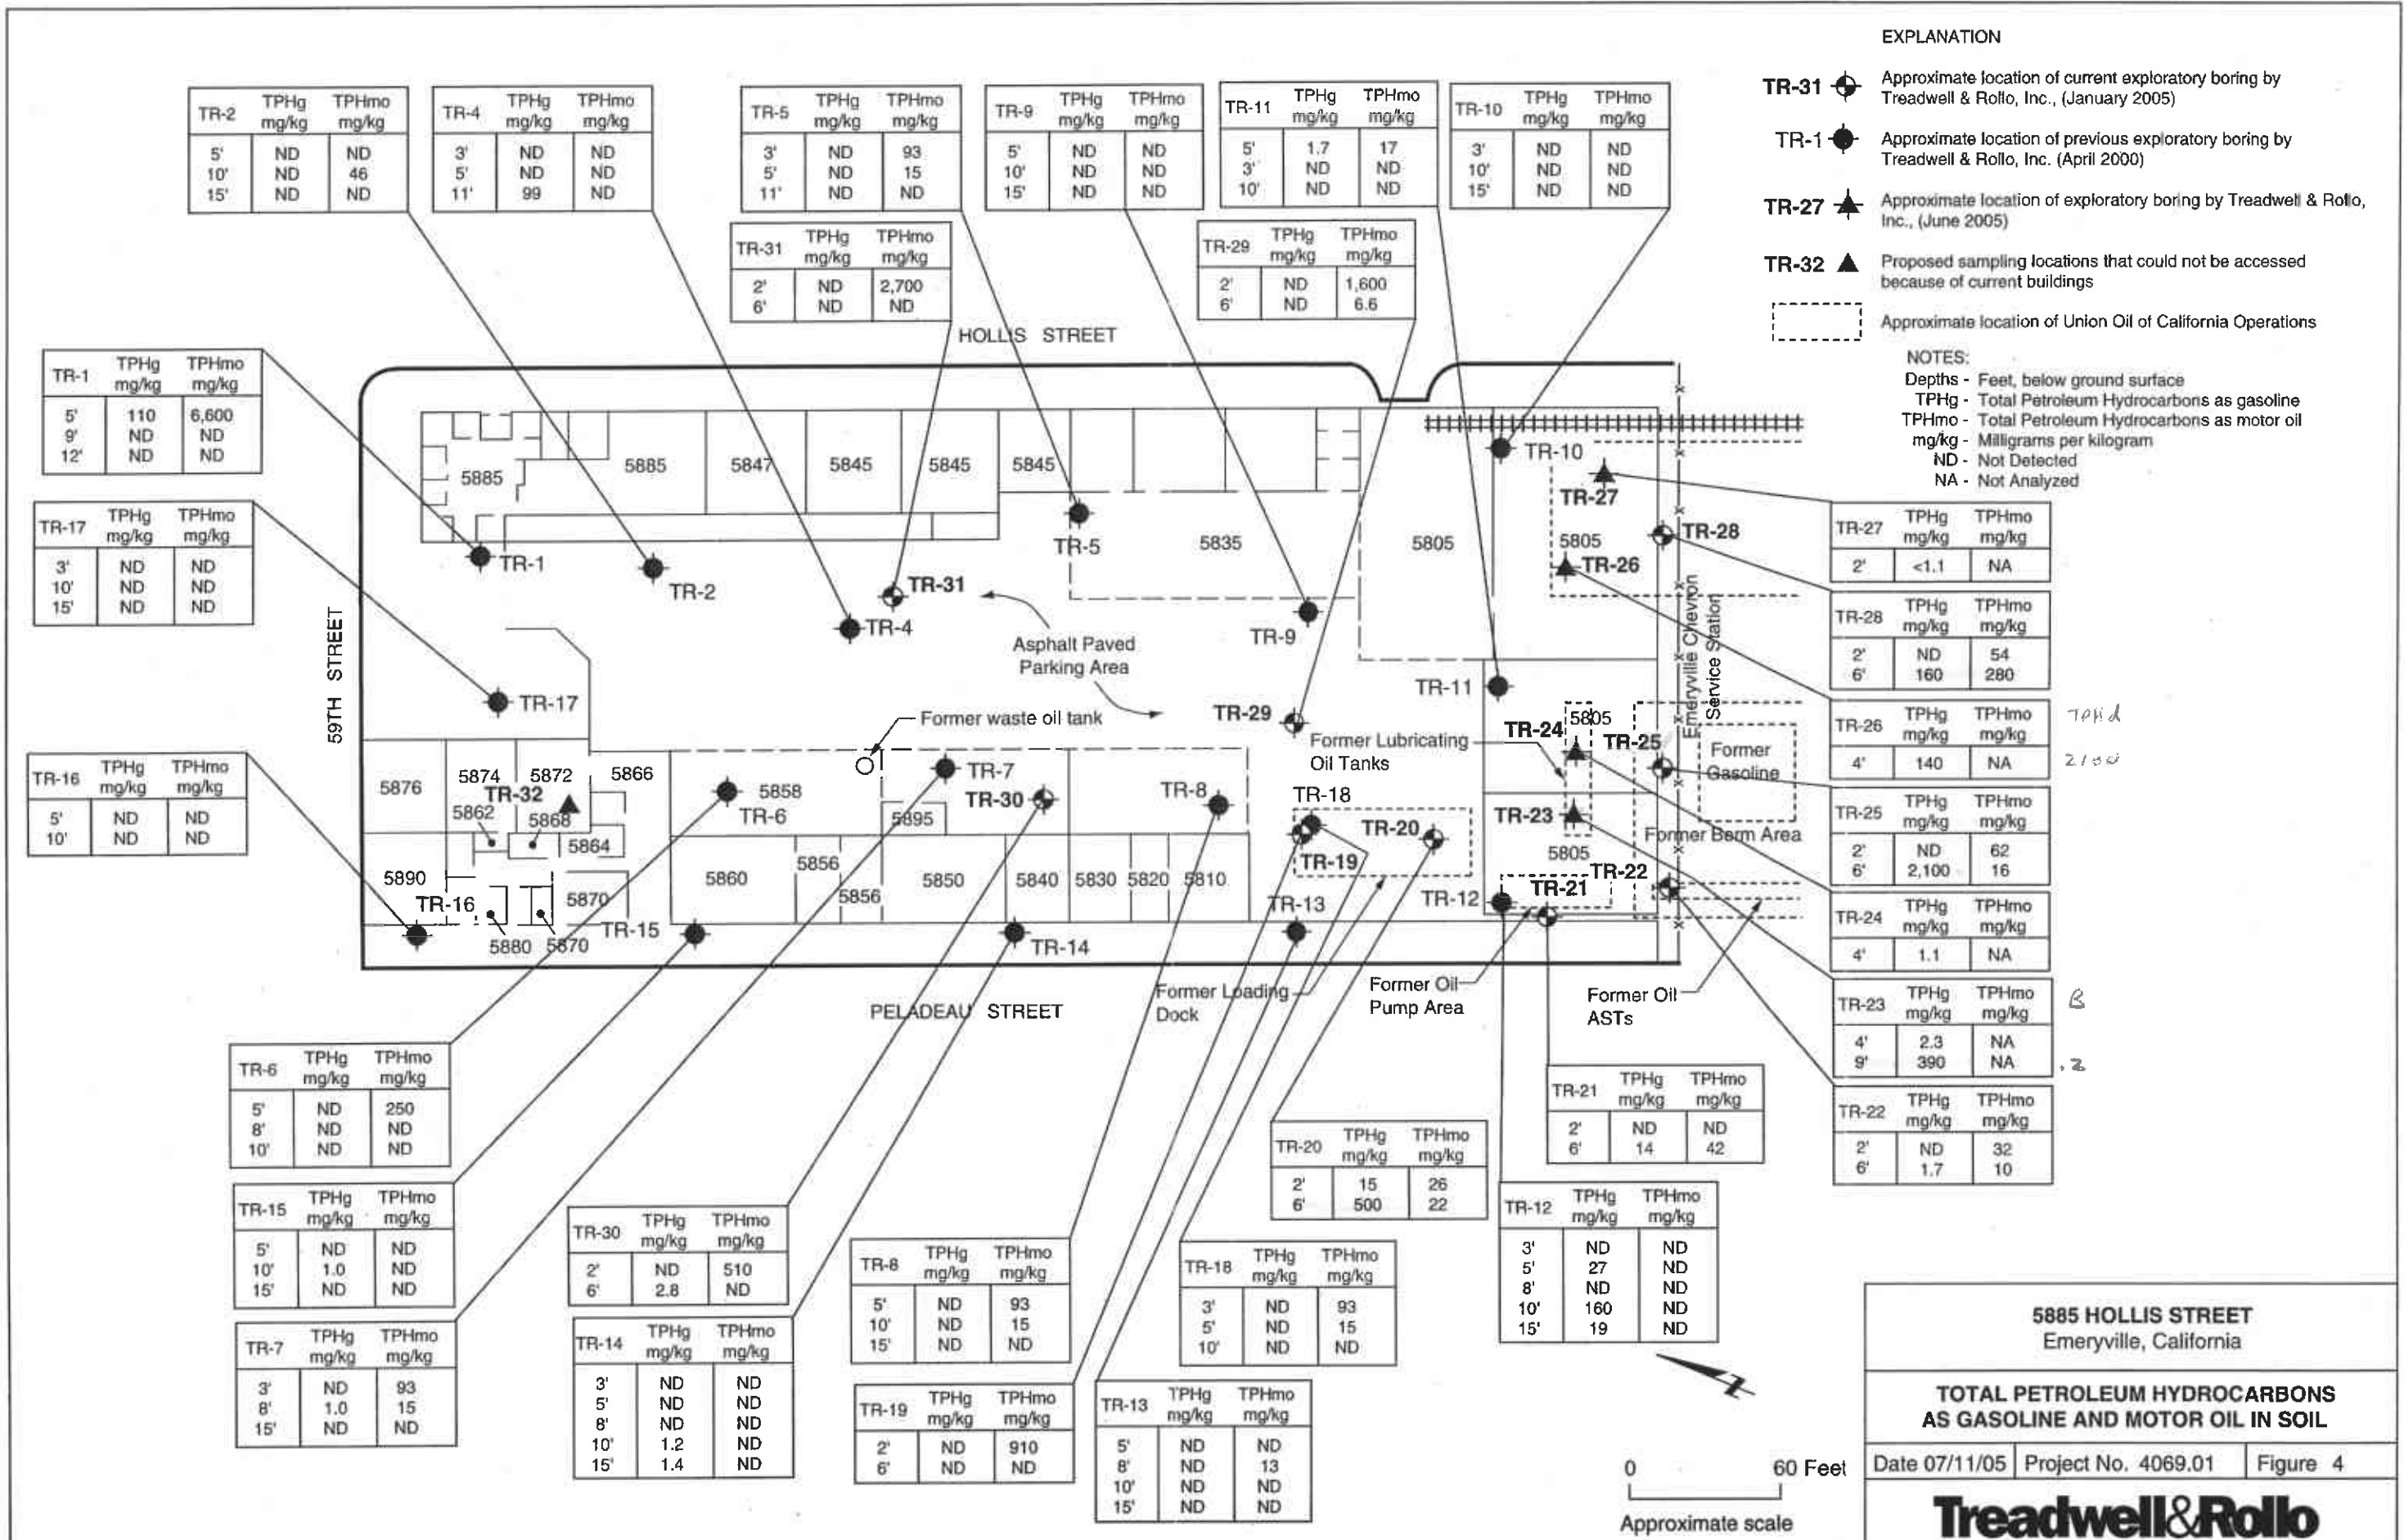 EXPLANATION
TR-31 Approximate location of current exploratory boring by
Treadwell & Rollo, Inc., (January 2005)
TR-1 Approximate location of previous exploratory boring by
Treadwell & Rollo, Inc. (April 2000)
TR-27 Approximate location of exploratory boring by Treadwell & Rollo,
Inc., (June 2005)
TR-32 Proposed sampling locations that could not be accessed
because of current buildings
Approximate location of Union Oil of California Operations
NOTES:
Depths - Feet, below ground surface
TPHg - Total Petroleum Hydrocarbons as gasoline
TPHmo - Total Petroleum Hydrocarbons as motor oil
mg/kg - Milligrams per kilogram
ND - Not Detected
NA - Not Analyzed
TR-2 TPHg mg/kg TPHmo mg/kg
5' ND ND
10' ND 46
15' ND ND
TR-4 TPHg mg/kg TPHmo mg/kg
3' ND ND
5' ND ND
11' 99 ND
TR-5 TPHg mg/kg TPHmo mg/kg
3' ND 93
5' ND 15
11' ND ND
TR-9 TPHg mg/kg TPHmo mg/kg
5' ND ND
10' ND ND
15' ND ND
TR-11 TPHg mg/kg TPHmo mg/kg
5' 1.7 17
3' ND ND
10' ND ND
TR-10 TPHg mg/kg TPHmo mg/kg
3' ND ND
10' ND ND
15' ND ND
TR-31 TPHg mg/kg TPHmo mg/kg
2' ND 2,700
6' ND ND
TR-29 TPHg mg/kg TPHmo mg/kg
2' ND 1,600
6' ND 6.6
HOLLIS STREET
TR-1 TPHg mg/kg TPHmo mg/kg
5' 110 6,600
9' ND ND
12' ND ND
TR-17 TPHg mg/kg TPHmo mg/kg
3' ND ND
10' ND ND
15' ND ND
TR-16 TPHg mg/kg TPHmo mg/kg
5' ND ND
10' ND ND
59TH STREET
5885 5885 5847 5845 5845 5845
TR-10
TR-27
5835 5805 5805
TR-28
TR-26
TR-5
TR-1
TR-2
TR-31
TR-4
TR-9
Asphalt Paved
Parking Area
Emeryville Chevron
Service Station
TR-17
TR-11
TR-29
Former waste oil tank
Former Lubricating
Oil Tanks
TR-24
5805
TR-25
Former
Gasoline
5876 5874 5872 5866
TR-32
5862 5868
5864
5858
TR-6
TR-7
TR-30
5895
TR-8
TR-18
TR-20
TR-19
TR-23
Former Berm Area
5805
5890
TR-16
5880 5870
5870
TR-15
5860 5856 5856 5850 5840 5830 5820 5810
TR-14
TR-13
TR-12
TR-21
TR-22
PELADEAU STREET
Former Loading
Dock
Former Oil
Pump Area
Former Oil
ASTs
TR-27 TPHg mg/kg TPHmo mg/kg
2' <1.1 NA
TR-28 TPHg mg/kg TPHmo mg/kg
2' ND 54
6' 160 280
TR-26 TPHg mg/kg TPHmo mg/kg TPHd
4' 140 NA 2100
TR-25 TPHg mg/kg TPHmo mg/kg
2' ND 62
6' 2,100 16
TR-24 TPHg mg/kg TPHmo mg/kg
4' 1.1 NA
TR-23 TPHg mg/kg TPHmo mg/kg B
4' 2.3 NA
9' 390 NA .2
TR-22 TPHg mg/kg TPHmo mg/kg
2' ND 32
6' 1.7 10
TR-6 TPHg mg/kg TPHmo mg/kg
5' ND 250
8' ND ND
10' ND ND
TR-15 TPHg mg/kg TPHmo mg/kg
5' ND ND
10' 1.0 ND
15' ND ND
TR-7 TPHg mg/kg TPHmo mg/kg
3' ND 93
8' 1.0 15
15' ND ND
TR-30 TPHg mg/kg TPHmo mg/kg
2' ND 510
6' 2.8 ND
TR-14 TPHg mg/kg TPHmo mg/kg
3' ND ND
5' ND ND
8' ND ND
10' 1.2 ND
15' 1.4 ND
TR-8 TPHg mg/kg TPHmo mg/kg
5' ND 93
10' ND 15
15' ND ND
TR-19 TPHg mg/kg TPHmo mg/kg
2' ND 910
6' ND ND
TR-18 TPHg mg/kg TPHmo mg/kg
3' ND 93
5' ND 15
10' ND ND
TR-13 TPHg mg/kg TPHmo mg/kg
5' ND ND
8' ND 13
10' ND ND
15' ND ND
TR-20 TPHg mg/kg TPHmo mg/kg
2' 15 26
6' 500 22
TR-21 TPHg mg/kg TPHmo mg/kg
2' ND ND
6' 14 42
TR-12 TPHg mg/kg TPHmo mg/kg
3' ND ND
5' 27 ND
8' ND ND
10' 160 ND
15' 19 ND
0 60 Feet
Approximate scale
5885 HOLLIS STREET
Emeryville, California
TOTAL PETROLEUM HYDROCARBONS
AS GASOLINE AND MOTOR OIL IN SOIL
Date 07/11/05 Project No. 4069.01 Figure 4
Treadwell&Rollo